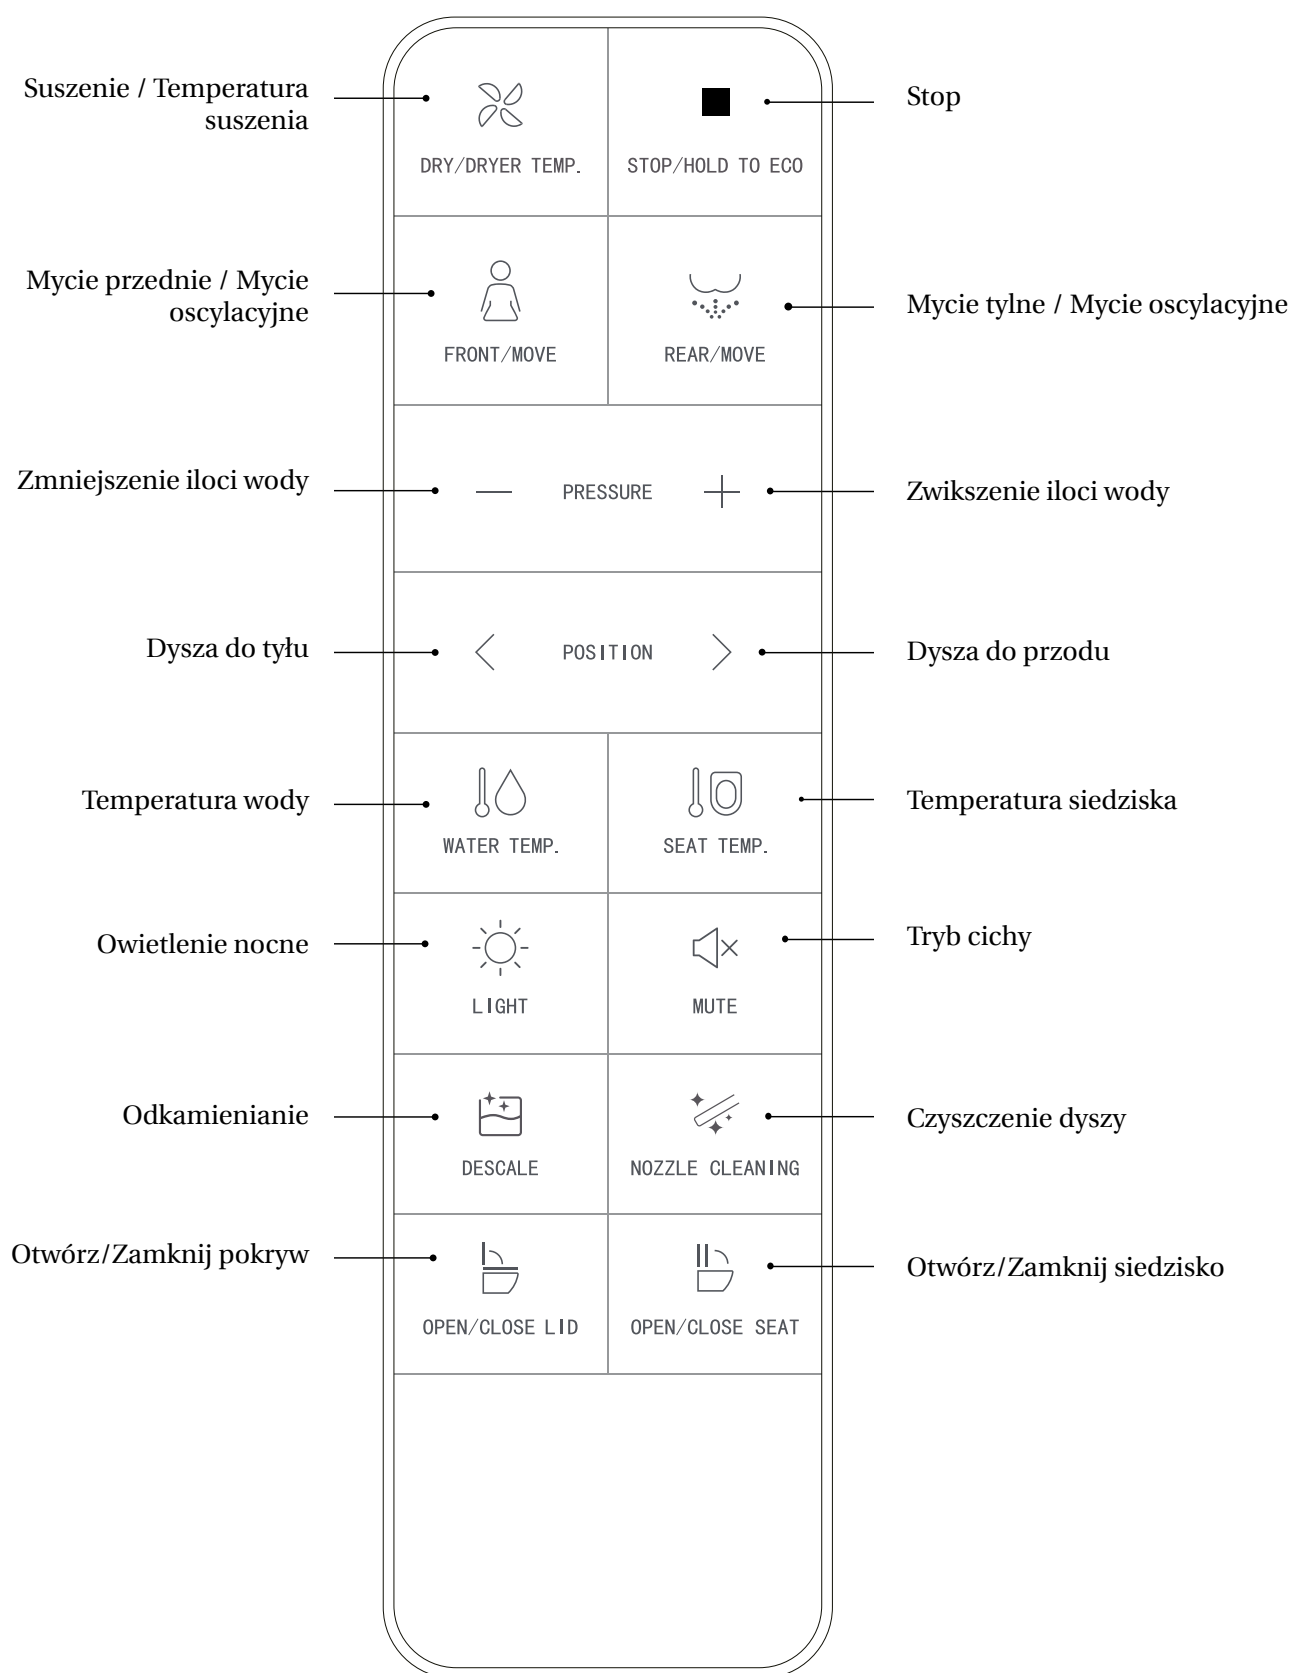 Suszenie / Temperatura
suszenia
Stop
DRY/DRYER TEMP.
STOP/HOLD TO ECO
Mycie przednie / Mycie
oscylacyjne
Mycie tylne / Mycie oscylacyjne
FRONT/MOVE
REAR/MOVE
Zmniejszenie iloci wody
PRESSURE
Zwikszenie iloci wody
Dysza do tyłu
POSITION
Dysza do przodu
Temperatura wody
Temperatura siedziska
WATER TEMP.
SEAT TEMP.
Owietlenie nocne
Tryb cichy
LIGHT
MUTE
Odkamienianie
Czyszczenie dyszy
DESCALE
NOZZLE CLEANING
Otwórz/Zamknij pokryw
Otwórz/Zamknij siedzisko
OPEN/CLOSE LID
OPEN/CLOSE SEAT